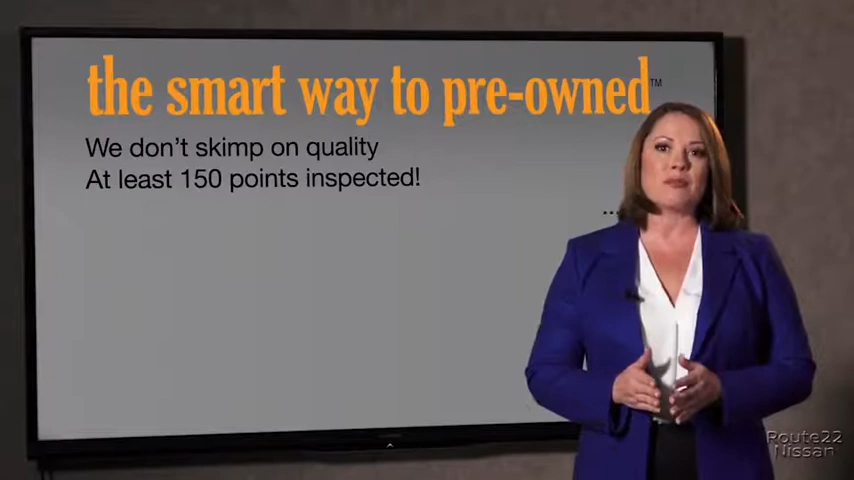 the smart way to pre-owned™
We don't skimp on quality
At least 150 points inspected!
...
Route22
Nissan